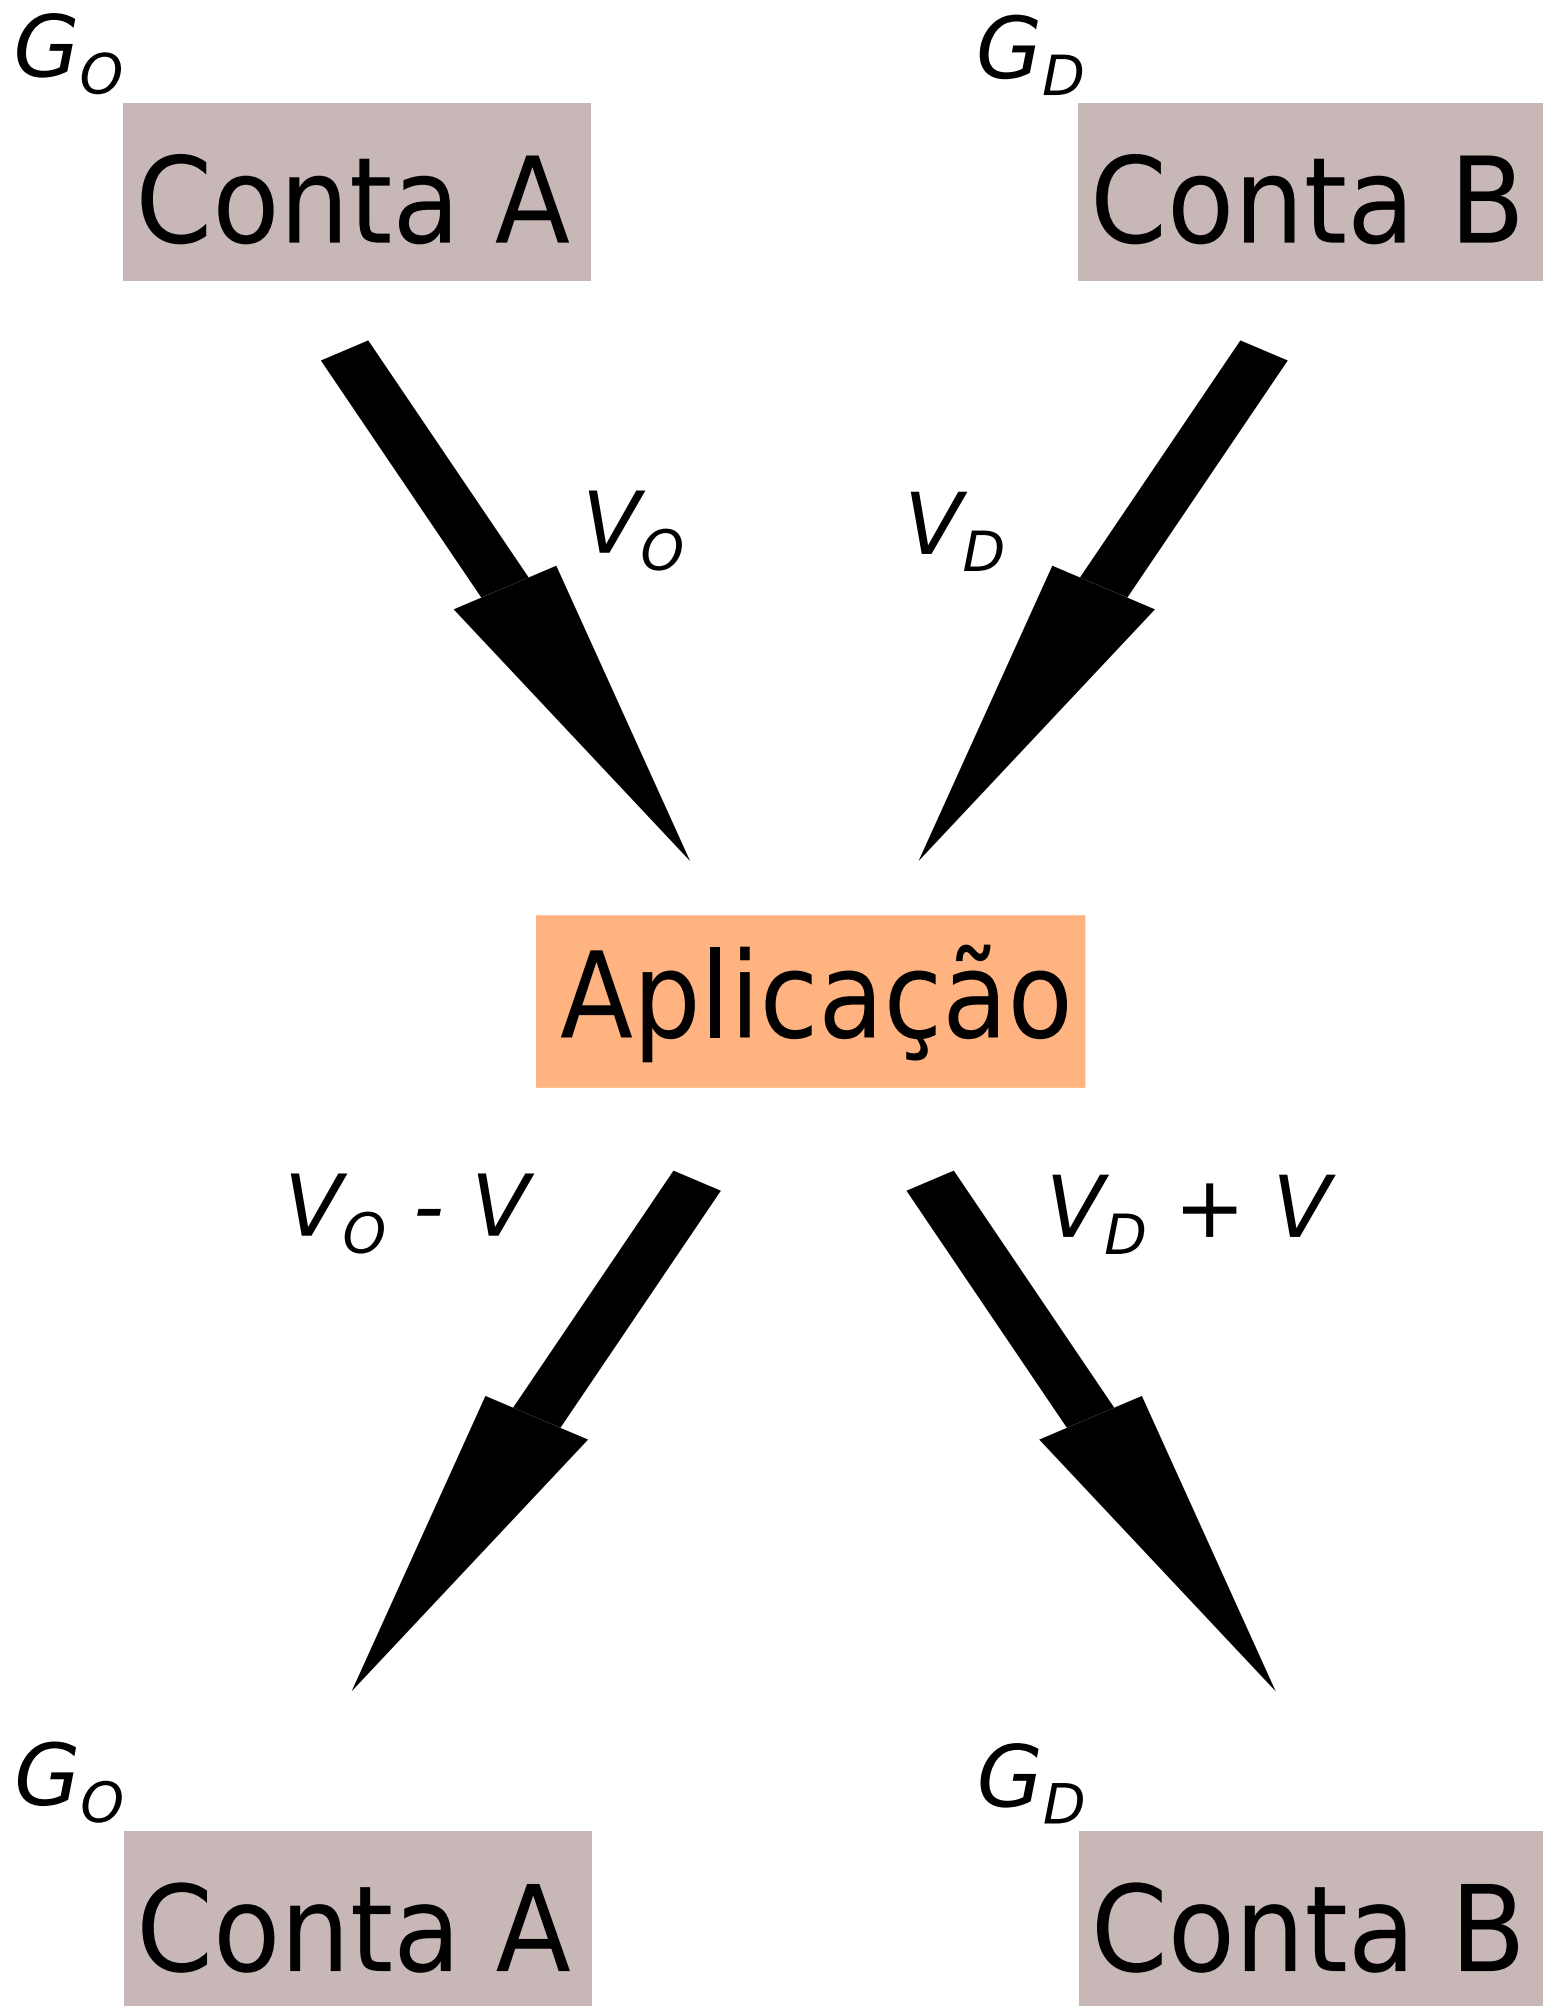 G_O
G_D
Conta A
Conta B
V_O
V_D
Aplicação
V_O - V
V_D + V
G_O
G_D
Conta A
Conta B